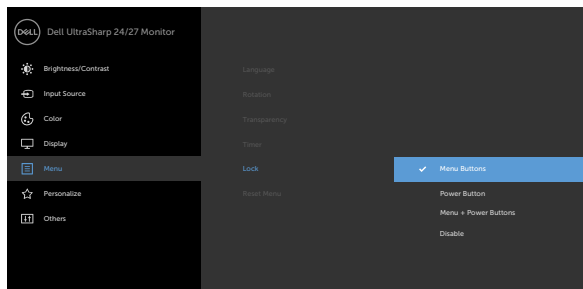 DELL
Dell UltraSharp 24/27 Monitor
Brightness/Contrast
Input Source
Color
Display
Menu
Personalize
Others
Language
Rotation
Transparency
Timer
Lock
Reset Menu
Menu Buttons
Power Button
Menu + Power Buttons
Disable